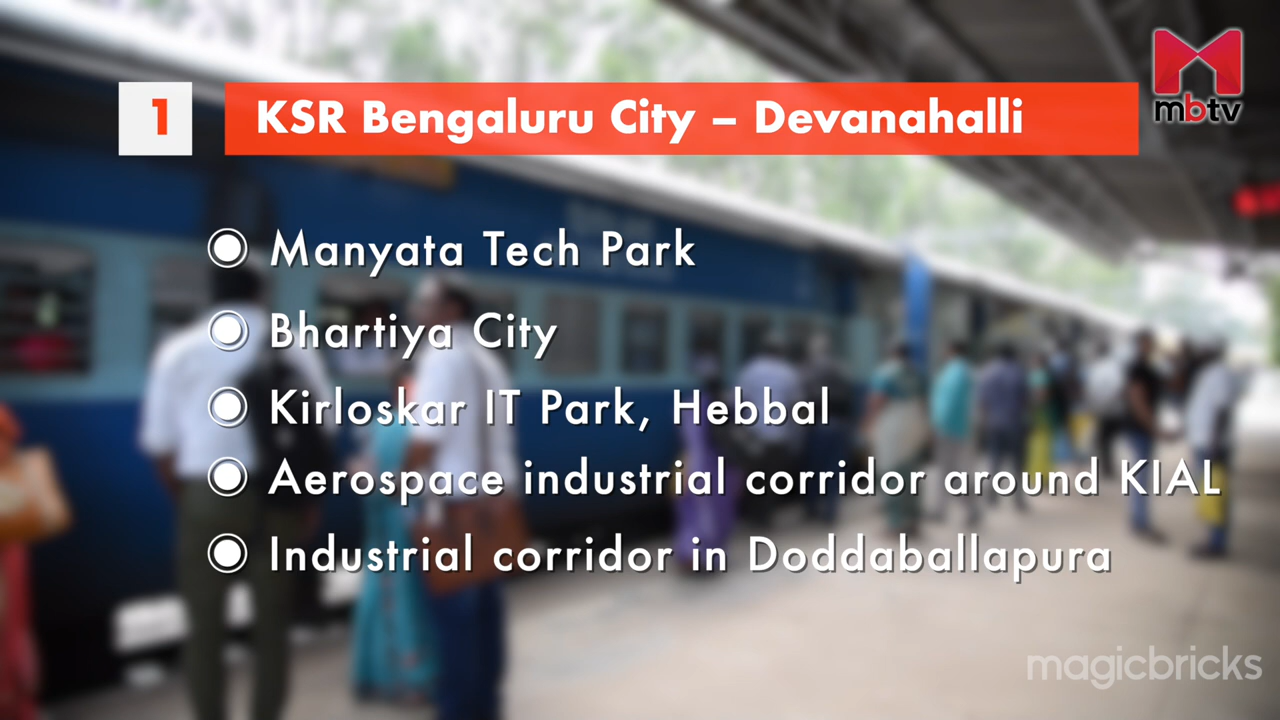 1
KSR Bengaluru City – Devanahalli
mbtv
Manyata Tech Park
Bhartiya City
Kirloskar IT Park, Hebbal
Aerospace industrial corridor around KIAL
Industrial corridor in Doddaballapura
magicbricks